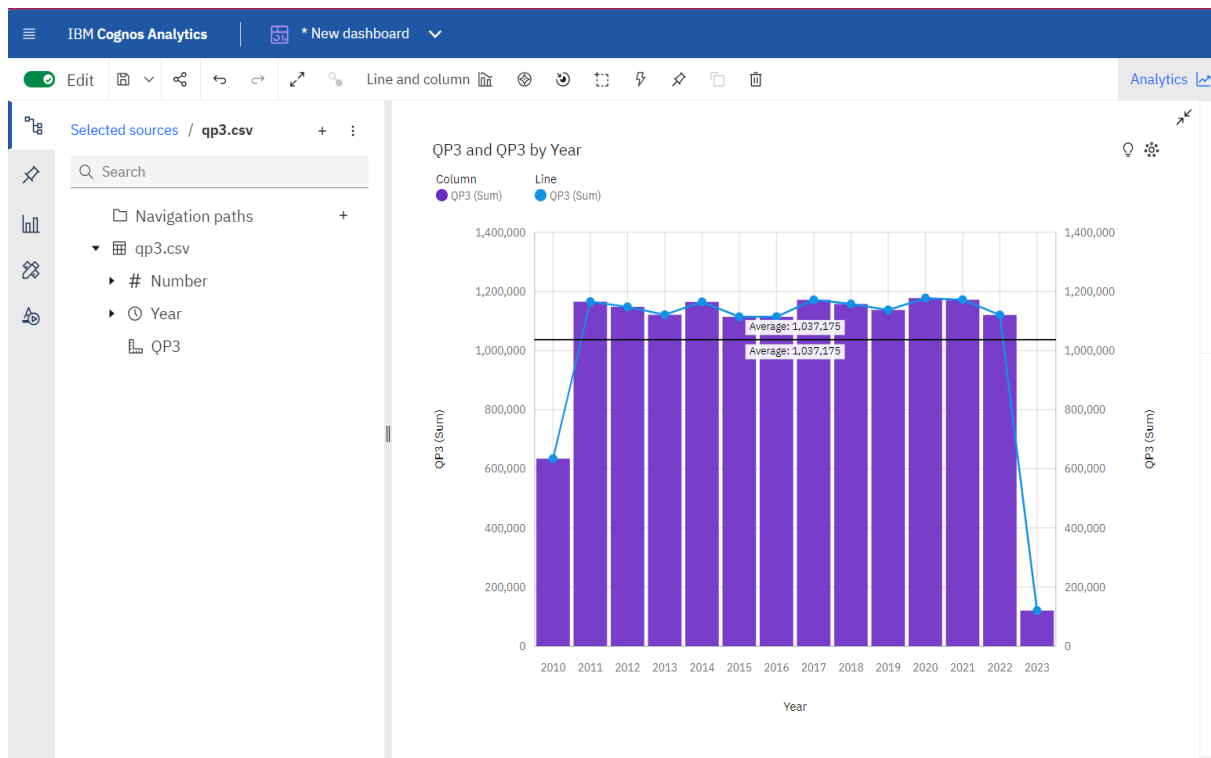 IBM Cognos Analytics
* New dashboard
Edit
Line and column
Analytics
Selected sources / qp3.csv
Search
Navigation paths
qp3.csv
# Number
Year
QP3
QP3 and QP3 by Year
Column
Line
QP3 (Sum)
QP3 (Sum)
1,400,000
1,200,000
1,000,000
800,000
600,000
400,000
200,000
0
QP3 (Sum)
Average: 1,037,175
Average: 1,037,175
1,400,000
1,200,000
1,000,000
800,000
600,000
400,000
200,000
0
QP3 (Sum)
2010 2011 2012 2013 2014 2015 2016 2017 2018 2019 2020 2021 2022 2023
Year